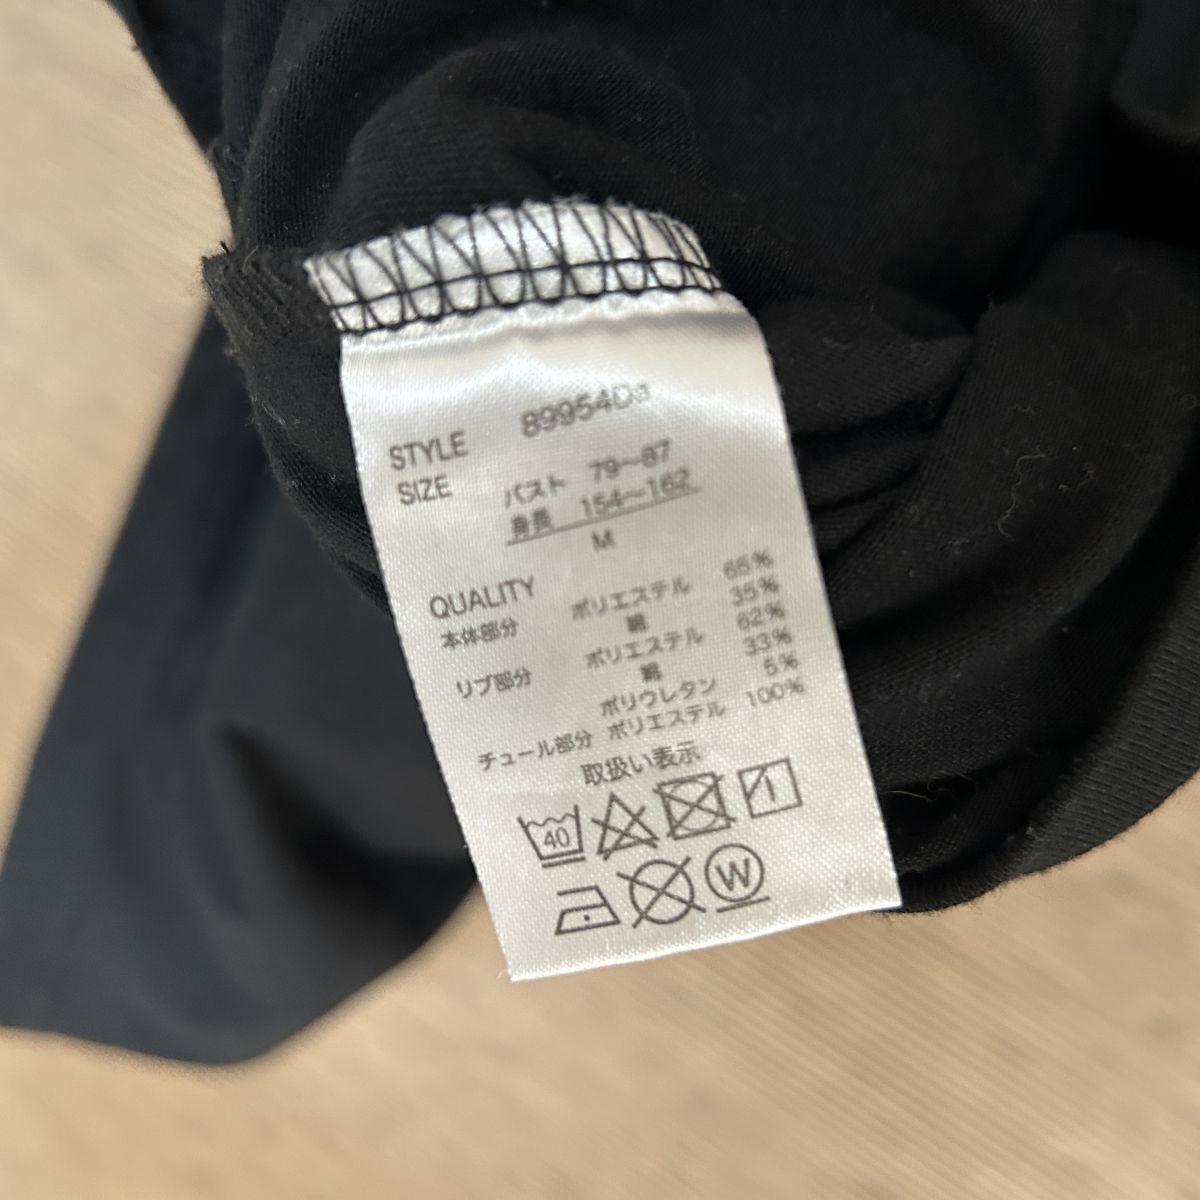 STYLE 89954Da
SIZE バスト 79〜87
身長 154〜162
M
QUALITY
本体部分 ポリエステル 65%
綿 35%
リブ部分 ポリエステル 62%
綿 33%
ポリウレタン 5%
チュール部分 ポリエステル 100%
取扱い表示
40
W